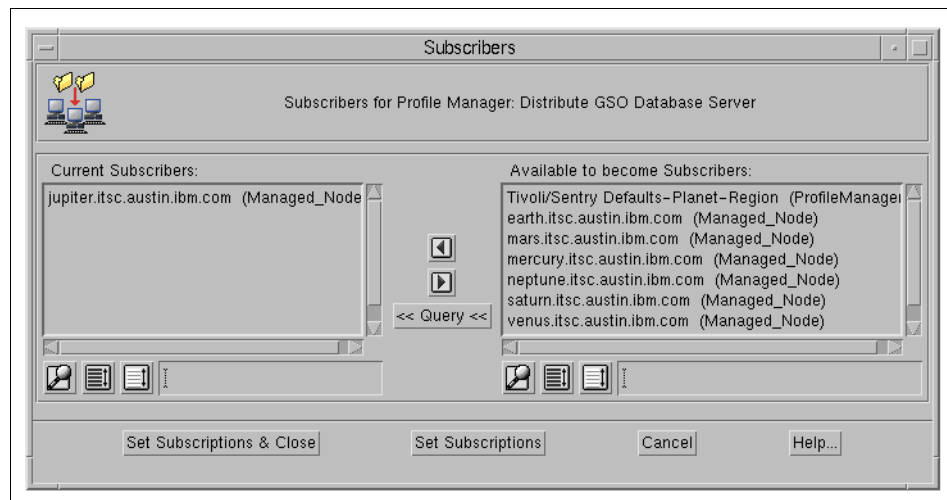 Subscribers
Subscribers for Profile Manager: Distribute GSO Database Server
Current Subscribers:
jupiter.itsc.austin.ibm.com (Managed_Node
<< Query <<
Available to become Subscribers:
Tivoli/Sentry Defaults-Planet-Region (ProfileManager
earth.itsc.austin.ibm.com (Managed_Node)
mars.itsc.austin.ibm.com (Managed_Node)
mercury.itsc.austin.ibm.com (Managed_Node)
neptune.itsc.austin.ibm.com (Managed_Node)
saturn.itsc.austin.ibm.com (Managed_Node)
venus.itsc.austin.ibm.com (Managed_Node)
Set Subscriptions & Close
Set Subscriptions
Cancel
Help...